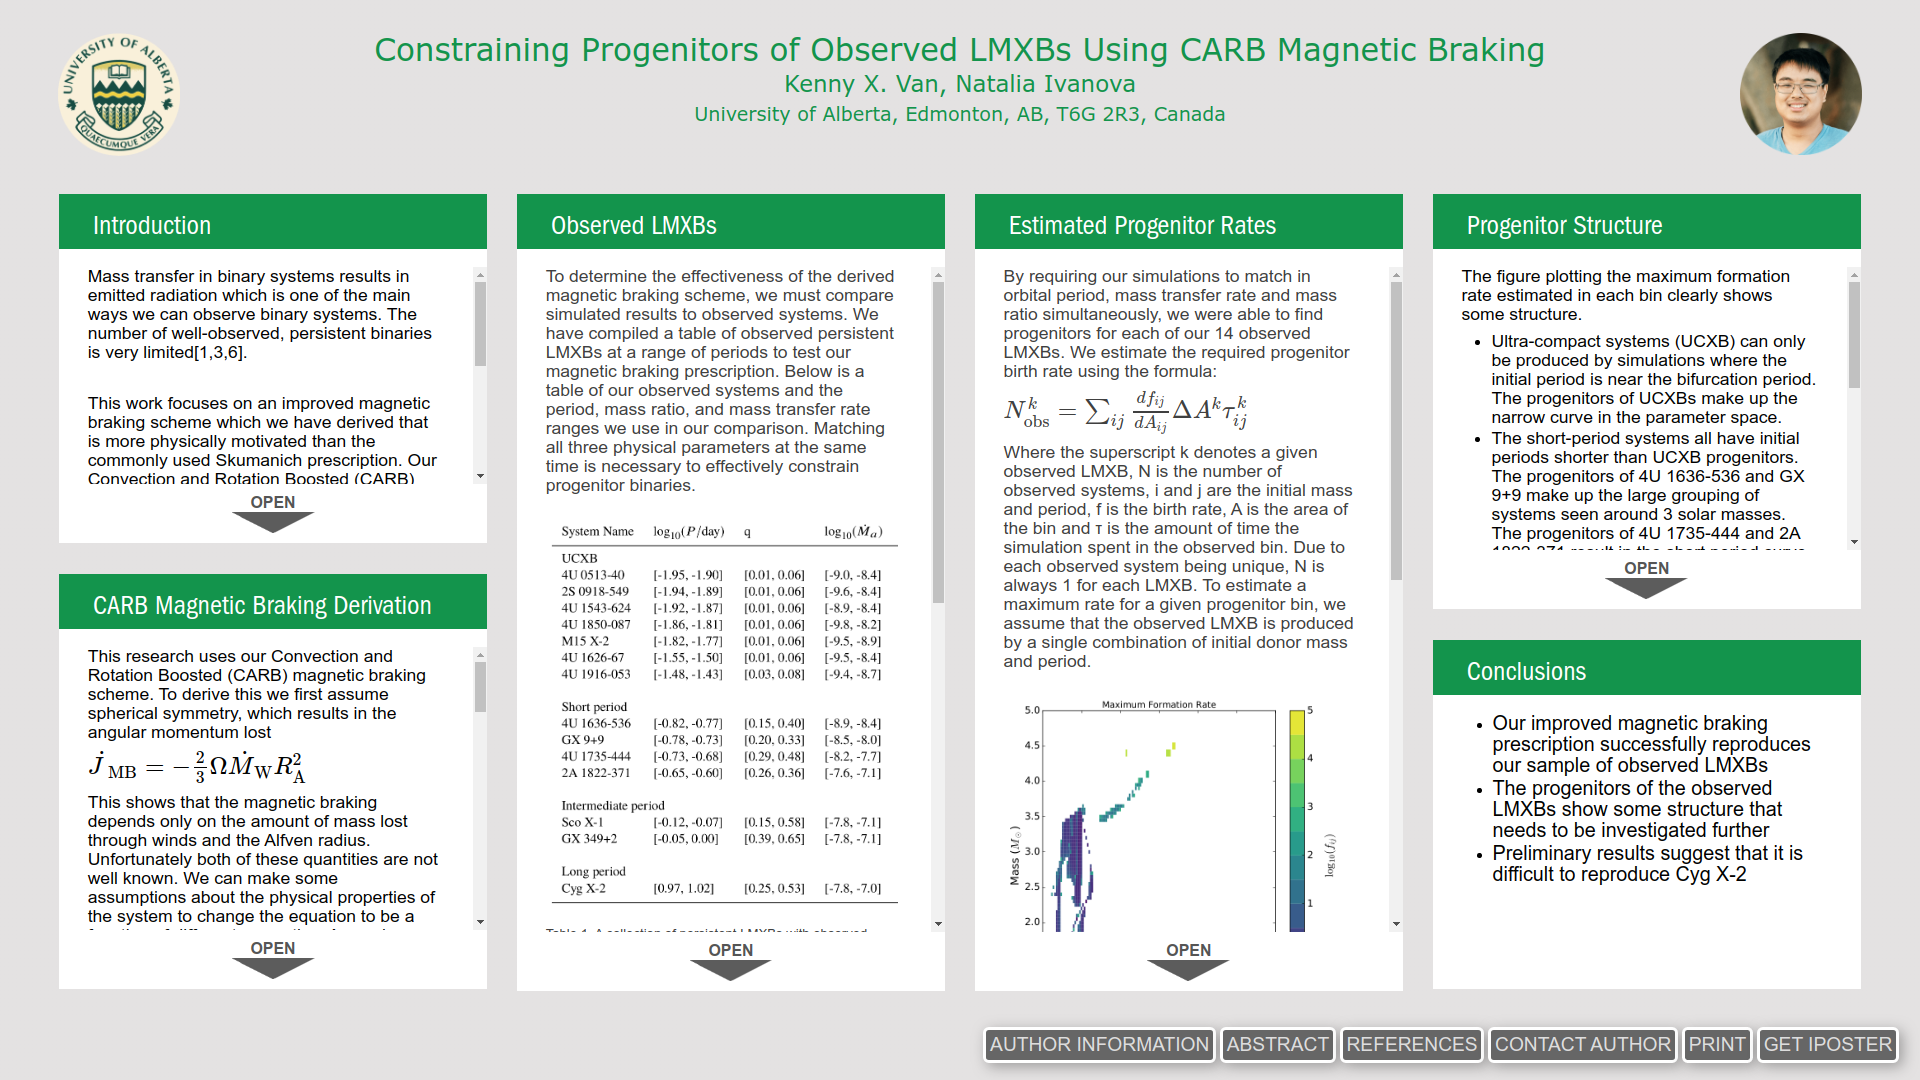 UNIVERSITY OF ALBERTA
QUAECUMQUE VERA
Constraining Progenitors of Observed LMXBs Using CARB Magnetic Braking
Kenny X. Van, Natalia Ivanova
University of Alberta, Edmonton, AB, T6G 2R3, Canada
Introduction
Mass transfer in binary systems results in
emitted radiation which is one of the main
ways we can observe binary systems. The
number of well-observed, persistent binaries
is very limited[1,3,6].
This work focuses on an improved magnetic
braking scheme which we have derived that
is more physically motivated than the
commonly used Skumanich prescription. Our
Convection and Rotation Boosted (CARB)
OPEN
CARB Magnetic Braking Derivation
This research uses our Convection and
Rotation Boosted (CARB) magnetic braking
scheme. To derive this we first assume
spherical symmetry, which results in the
angular momentum lost
J̇_MB = −2/3 Ω Ṁ_W R_A^2
This shows that the magnetic braking
depends only on the amount of mass lost
through winds and the Alfven radius.
Unfortunately both of these quantities are not
well known. We can make some
assumptions about the physical properties of
the system to change the equation to be a
OPEN
Observed LMXBs
To determine the effectiveness of the derived
magnetic braking scheme, we must compare
simulated results to observed systems. We
have compiled a table of observed persistent
LMXBs at a range of periods to test our
magnetic braking prescription. Below is a
table of our observed systems and the
period, mass ratio, and mass transfer rate
ranges we use in our comparison. Matching
all three physical parameters at the same
time is necessary to effectively constrain
progenitor binaries.
System Name log10(P/day) q log10(Ṁa)
UCXB
4U 0513-40 [-1.95, -1.90] [0.01, 0.06] [-9.0, -8.4]
2S 0918-549 [-1.94, -1.89] [0.01, 0.06] [-9.6, -8.4]
4U 1543-624 [-1.92, -1.87] [0.01, 0.06] [-8.9, -8.4]
4U 1850-087 [-1.86, -1.81] [0.01, 0.06] [-9.8, -8.2]
M15 X-2 [-1.82, -1.77] [0.01, 0.06] [-9.5, -8.9]
4U 1626-67 [-1.55, -1.50] [0.01, 0.06] [-9.5, -8.4]
4U 1916-053 [-1.48, -1.43] [0.03, 0.08] [-9.4, -8.7]
Short period
4U 1636-536 [-0.82, -0.77] [0.15, 0.40] [-8.9, -8.4]
GX 9+9 [-0.78, -0.73] [0.20, 0.33] [-8.5, -8.0]
4U 1735-444 [-0.73, -0.68] [0.29, 0.48] [-8.2, -7.7]
2A 1822-371 [-0.65, -0.60] [0.26, 0.36] [-7.6, -7.1]
Intermediate period
Sco X-1 [-0.12, -0.07] [0.15, 0.58] [-7.8, -7.1]
GX 349+2 [-0.05, 0.00] [0.39, 0.65] [-7.8, -7.1]
Long period
Cyg X-2 [0.97, 1.02] [0.25, 0.53] [-7.8, -7.0]
Table 1. A collection of persistent LMXBs with observed
OPEN
Estimated Progenitor Rates
By requiring our simulations to match in
orbital period, mass transfer rate and mass
ratio simultaneously, we were able to find
progenitors for each of our 14 observed
LMXBs. We estimate the required progenitor
birth rate using the formula:
N_obs^k = ∑_ij df_ij/dA_ij ΔA^k τ_ij^k
Where the superscript k denotes a given
observed LMXB, N is the number of
observed systems, i and j are the initial mass
and period, f is the birth rate, A is the area of
the bin and τ is the amount of time the
simulation spent in the observed bin. Due to
each observed system being unique, N is
always 1 for each LMXB. To estimate a
maximum rate for a given progenitor bin, we
assume that the observed LMXB is produced
by a single combination of initial donor mass
and period.
Maximum Formation Rate
5.0
4.5
4.0
3.5
3.0
2.5
2.0
Mass (M⊙)
5
4
3
2
1
log10(f_ij)
OPEN
Progenitor Structure
The figure plotting the maximum formation
rate estimated in each bin clearly shows
some structure.
• Ultra-compact systems (UCXB) can only
be produced by simulations where the
initial period is near the bifurcation period.
The progenitors of UCXBs make up the
narrow curve in the parameter space.
• The short-period systems all have initial
periods shorter than UCXB progenitors.
The progenitors of 4U 1636-536 and GX
9+9 make up the large grouping of
systems seen around 3 solar masses.
The progenitors of 4U 1735-444 and 2A
1822-371 result in the short period curve
OPEN
Conclusions
• Our improved magnetic braking
prescription successfully reproduces
our sample of observed LMXBs
• The progenitors of the observed
LMXBs show some structure that
needs to be investigated further
• Preliminary results suggest that it is
difficult to reproduce Cyg X-2
AUTHOR INFORMATION
ABSTRACT
REFERENCES
CONTACT AUTHOR
PRINT
GET IPOSTER